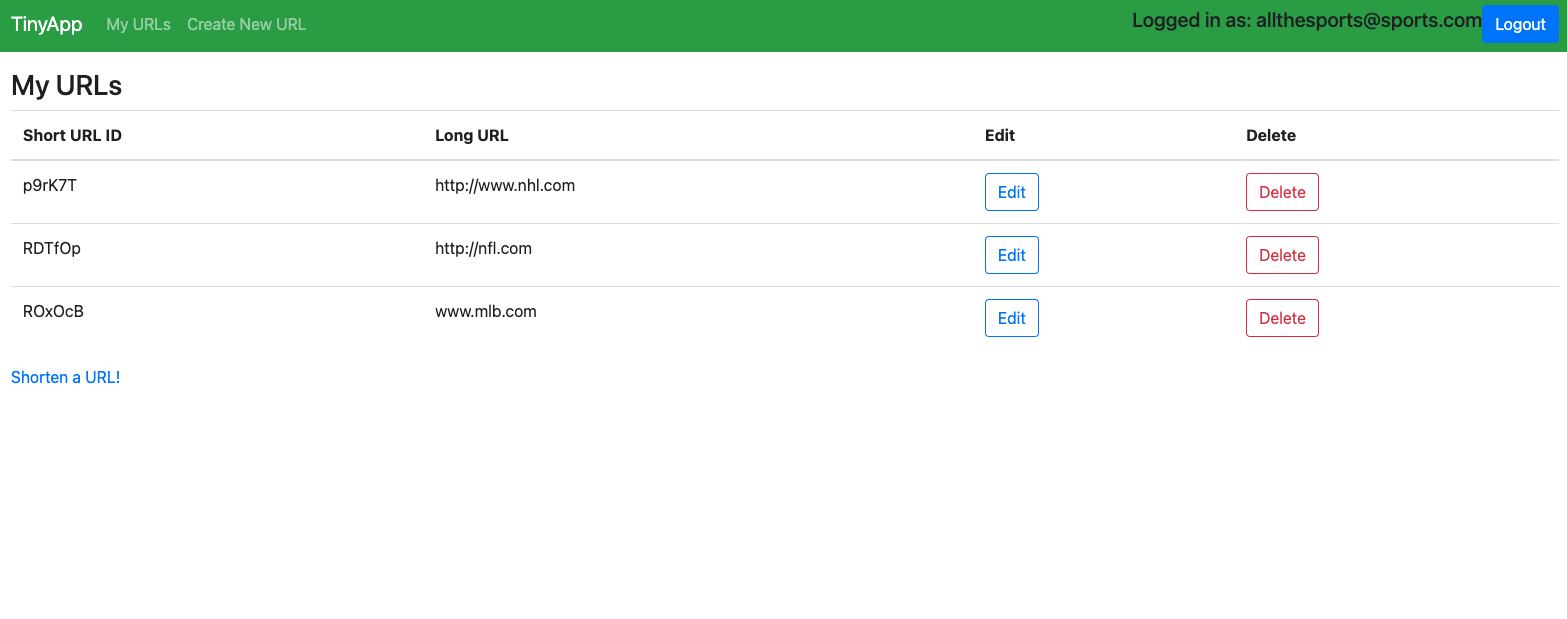 TinyApp My URLs Create New URL Logged in as: allthesports@sports.com Logout
My URLs
Short URL ID Long URL Edit Delete
p9rK7T http://www.nhl.com Edit Delete
RDTfOp http://nfl.com Edit Delete
ROxOcB www.mlb.com Edit Delete
Shorten a URL!